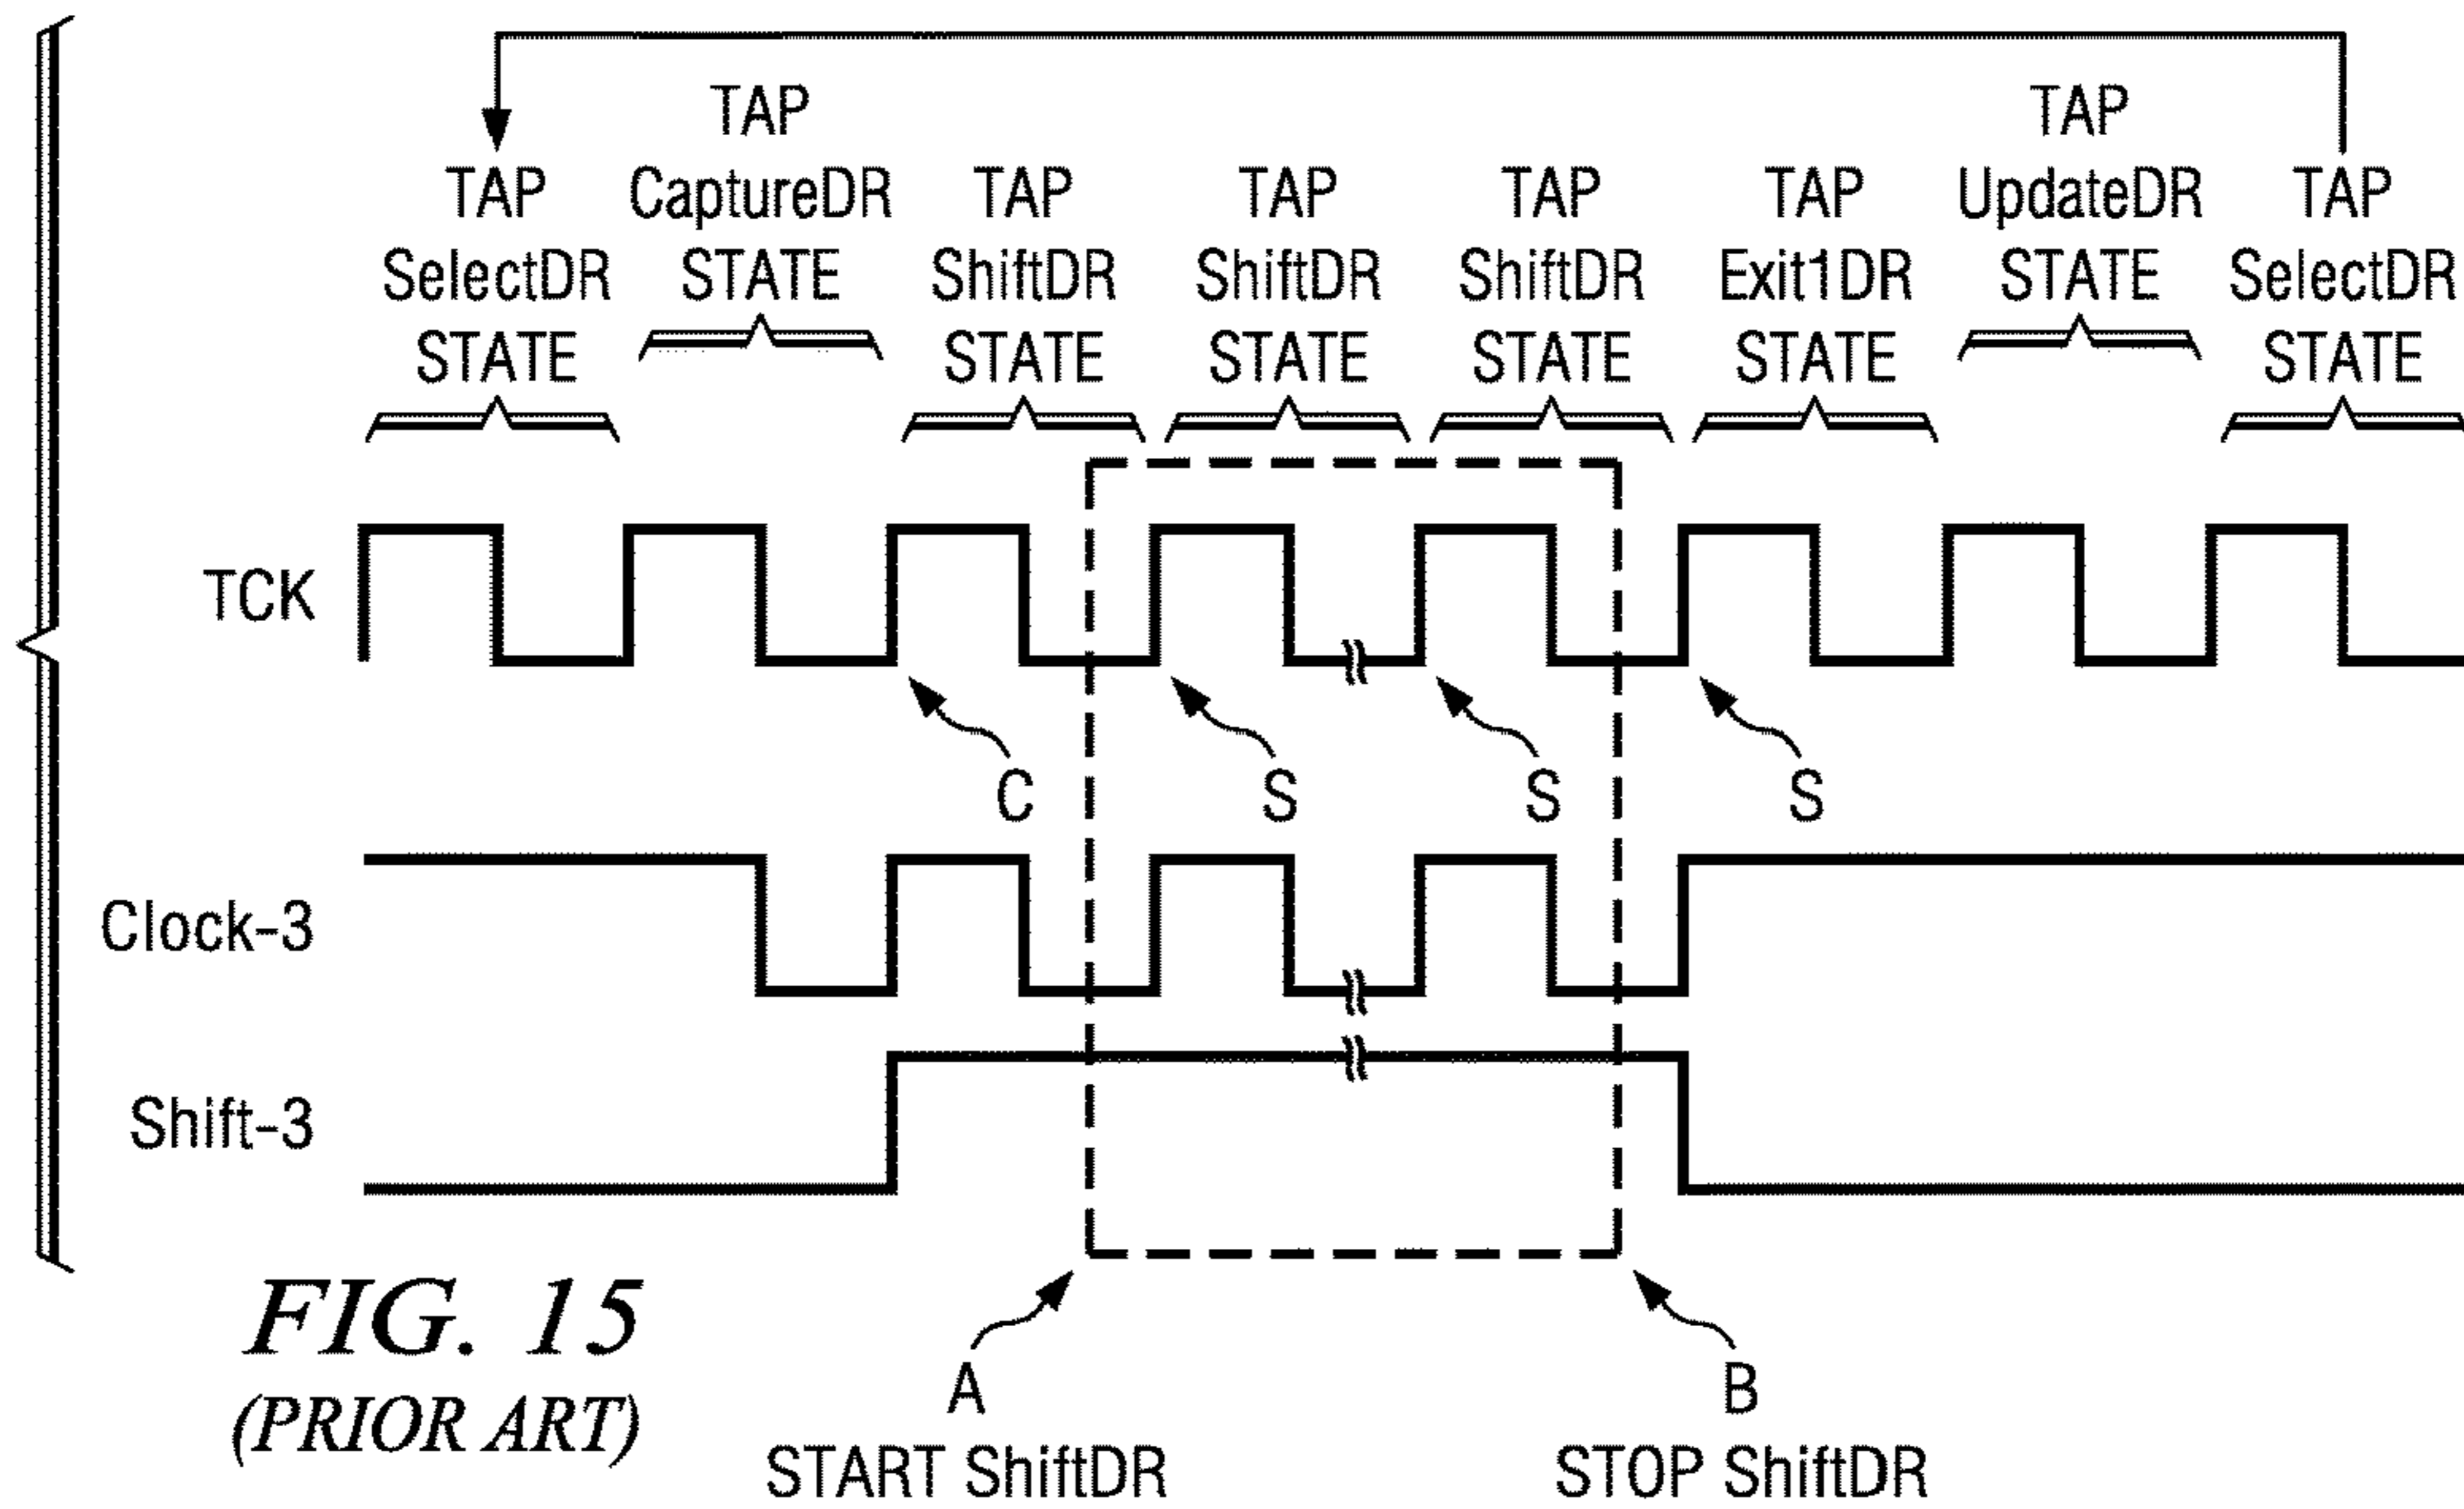 TAP
SelectDR
STATE
TAP
CaptureDR
STATE
TAP
ShiftDR
STATE
TAP
ShiftDR
STATE
TAP
ShiftDR
STATE
TAP
Exit1DR
STATE
TAP
UpdateDR
STATE
TAP
SelectDR
STATE
TCK
C
S
S
S
Clock-3
Shift-3
A
START ShiftDR
B
STOP ShiftDR
FIG. 15
(PRIOR ART)